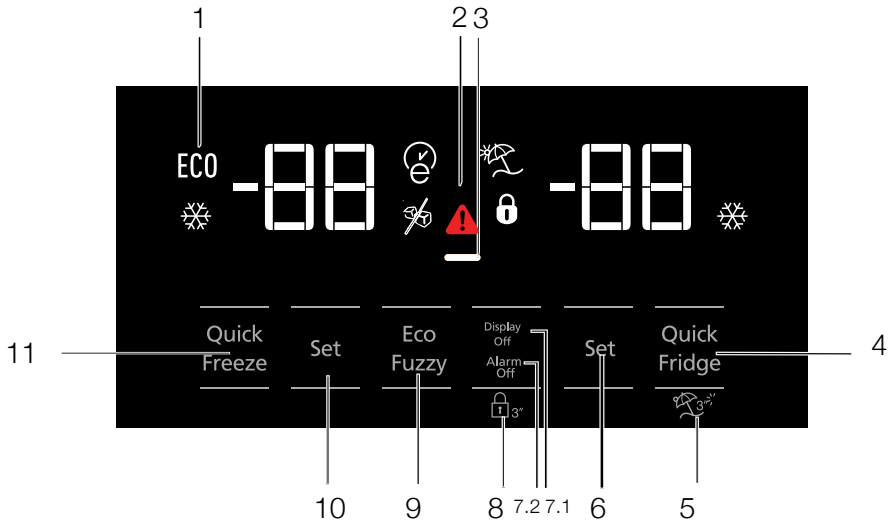 1
2
3
ECO
-88
e
-88
Quick
Freeze
Set
Eco
Fuzzy
Display
Off
Alarm
Off
Set
Quick
Fridge
11
4
3"
3"
10
9
8
7.2
7.1
6
5